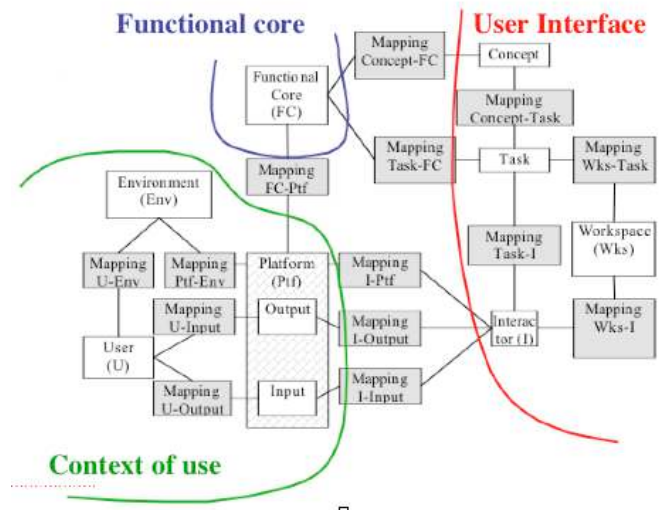 Functional core
User Interface
Mapping
Concept-FC
Concept
Functional
Core
(FC)
Mapping
Concept-Task
Mapping
Task-FC
Task
Mapping
Wks-Task
Environment
(Env)
Mapping
FC-Ptf
Mapping
Task-I
Workspace
(Wks)
Mapping
U-Env
Mapping
Ptf-Env
Platform
(Ptf)
Mapping
I-Ptf
Mapping
U-Input
Output
Mapping
I-Output
Interac
tor (I)
Mapping
Wks-I
User
(U)
Mapping
U-Output
Input
Mapping
I-Input
Context of use